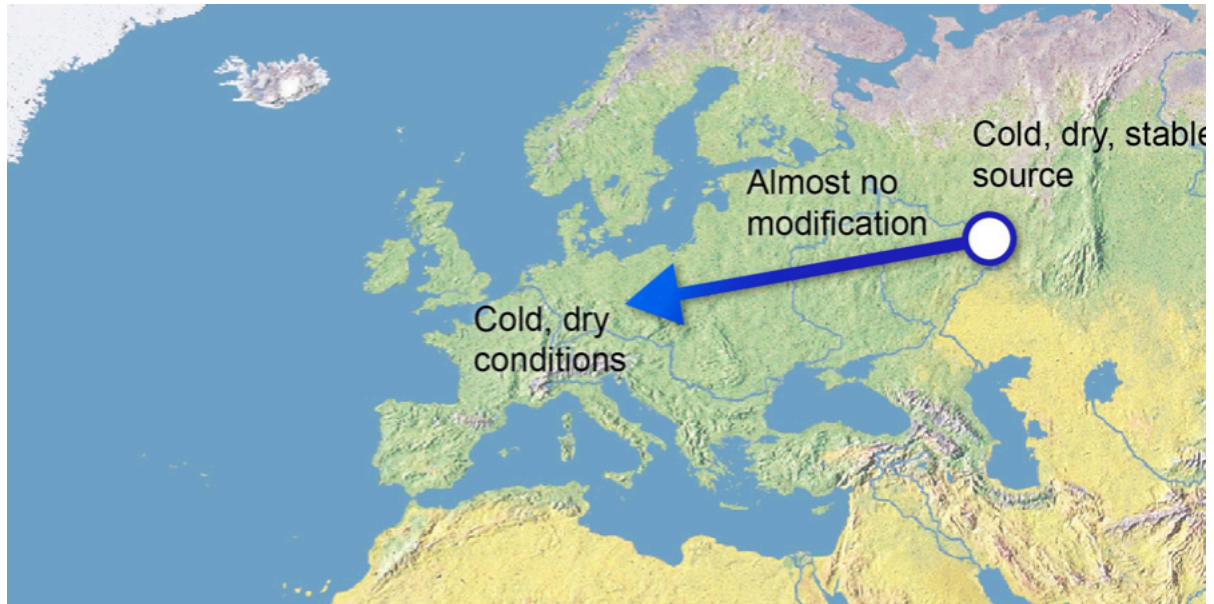 Cold, dry, stable
source
Almost no
modification
Cold, dry
conditions